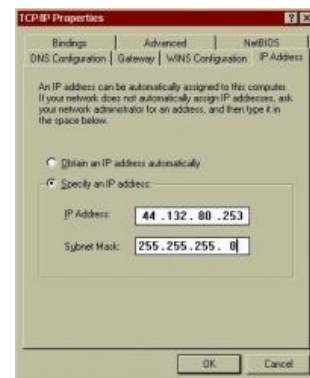 TCP/IP Properties
Bindings Advanced NetBIOS
DNS Configuration Gateway WINS Configuration IP Address
An IP address can be automatically assigned to this computer.
If your network does not automatically assign IP addresses, ask
your network administrator for an address, and then type it in
the space below.
Obtain an IP address automatically
Specify an IP address:
IP Address: 44 .132. 80 .253
Subnet Mask: 255.255.255. 0
OK Cancel